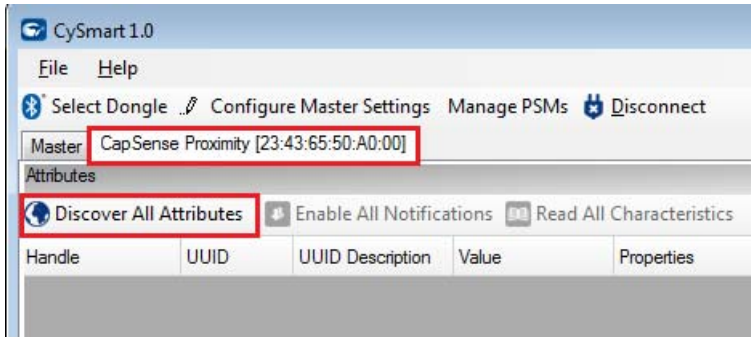 CySmart 1.0
File Help
Select Dongle Configure Master Settings Manage PSMs Disconnect
Master CapSense Proximity [23:43:65:50:A0:00]
Attributes
Discover All Attributes Enable All Notifications Read All Characteristics
Handle UUID UUID Description Value Properties